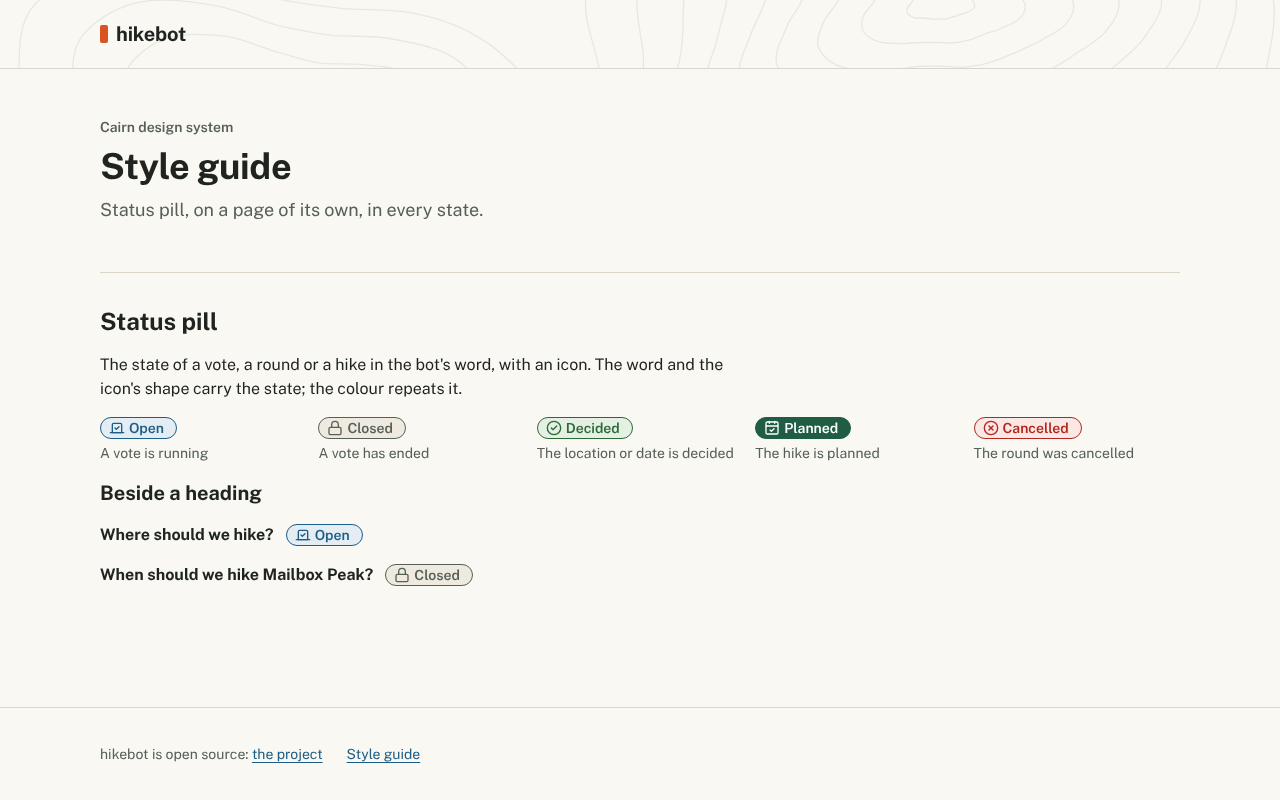 hikebot
Cairn design system
Style guide
Status pill, on a page of its own, in every state.
Status pill
The state of a vote, a round or a hike in the bot's word, with an icon. The word and the
icon's shape carry the state; the colour repeats it.
Open
A vote is running
Closed
A vote has ended
Decided
The location or date is decided
Planned
The hike is planned
Cancelled
The round was cancelled
Beside a heading
Where should we hike? Open
When should we hike Mailbox Peak? Closed
hikebot is open source: the project Style guide